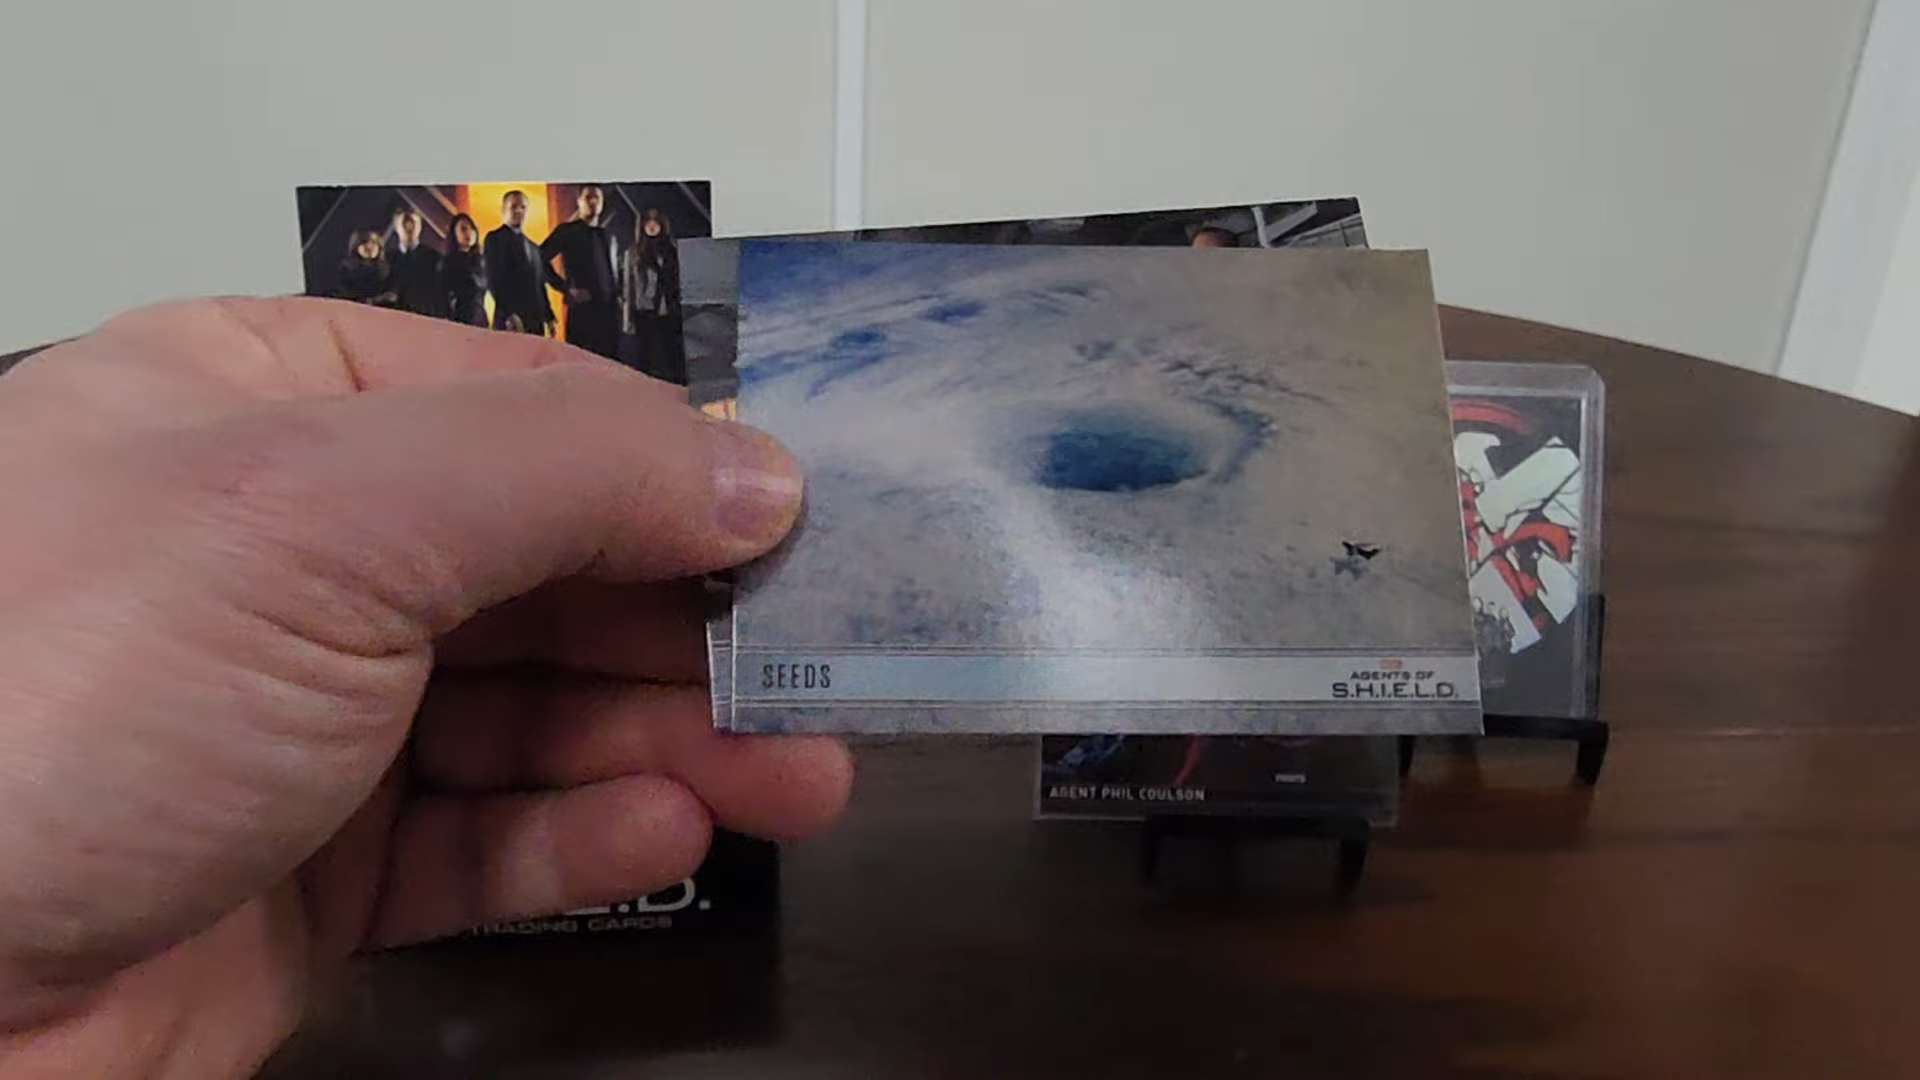 SEEDS
AGENTS OF
S.H.I.E.L.D.
AGENT PHIL COULSON
.D.
TRADING CARDS